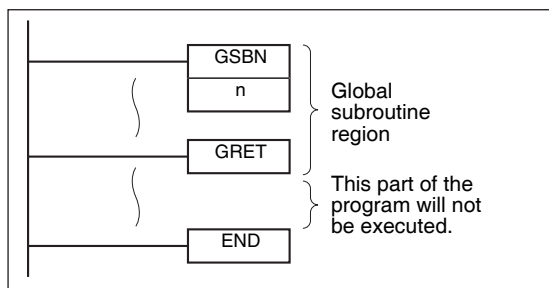 GSBN
n
Global
subroutine
region
GRET
This part of the
program will not
be executed.
END